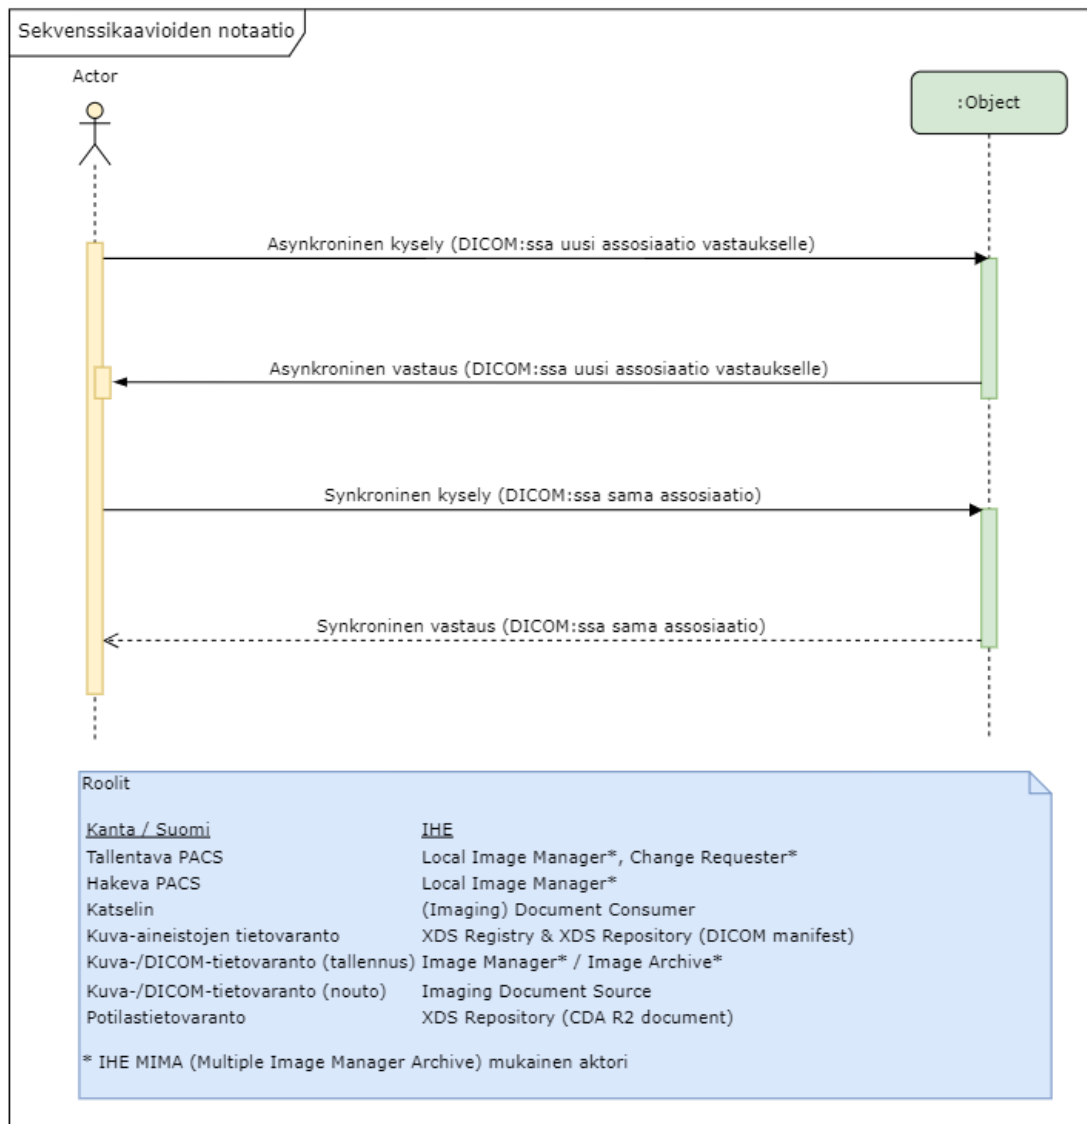 Sekvenssikaavioiden notaatio
Actor
:Object
Asynkroninen kysely (DICOM:ssa uusi assosiaatio vastaukselle)
Asynkroninen vastaus (DICOM:ssa uusi assosiaatio vastaukselle)
Synkroninen kysely (DICOM:ssa sama assosiaatio)
Synkroninen vastaus (DICOM:ssa sama assosiaatio)
Roolit
Kanta / Suomi IHE
Tallentava PACS Local Image Manager*, Change Requester*
Hakeva PACS Local Image Manager*
Katselin (Imaging) Document Consumer
Kuva-aineistojen tietovaranto XDS Registry & XDS Repository (DICOM manifest)
Kuva-/DICOM-tietovaranto (tallennus) Image Manager* / Image Archive*
Kuva-/DICOM-tietovaranto (nouto) Imaging Document Source
Potilastietovaranto XDS Repository (CDA R2 document)
* IHE MIMA (Multiple Image Manager Archive) mukainen aktori